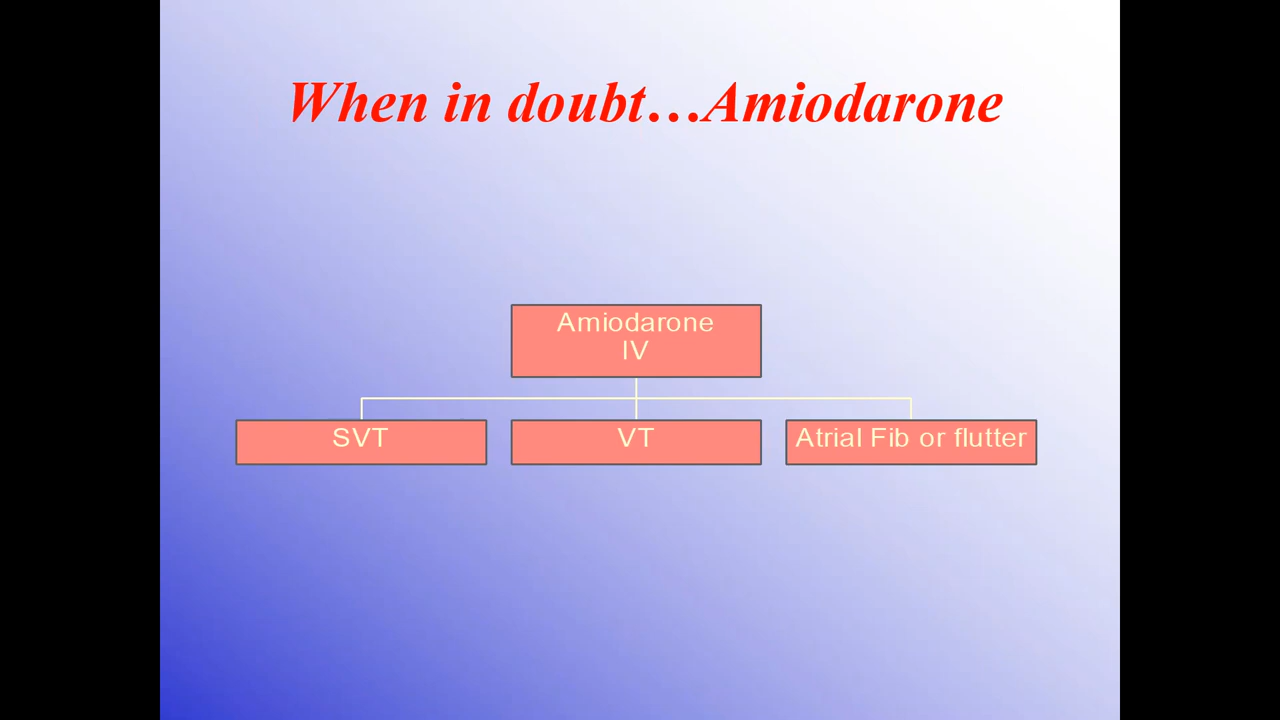 When in doubt…Amiodarone
Amiodarone
IV
SVT
VT
Atrial Fib or flutter